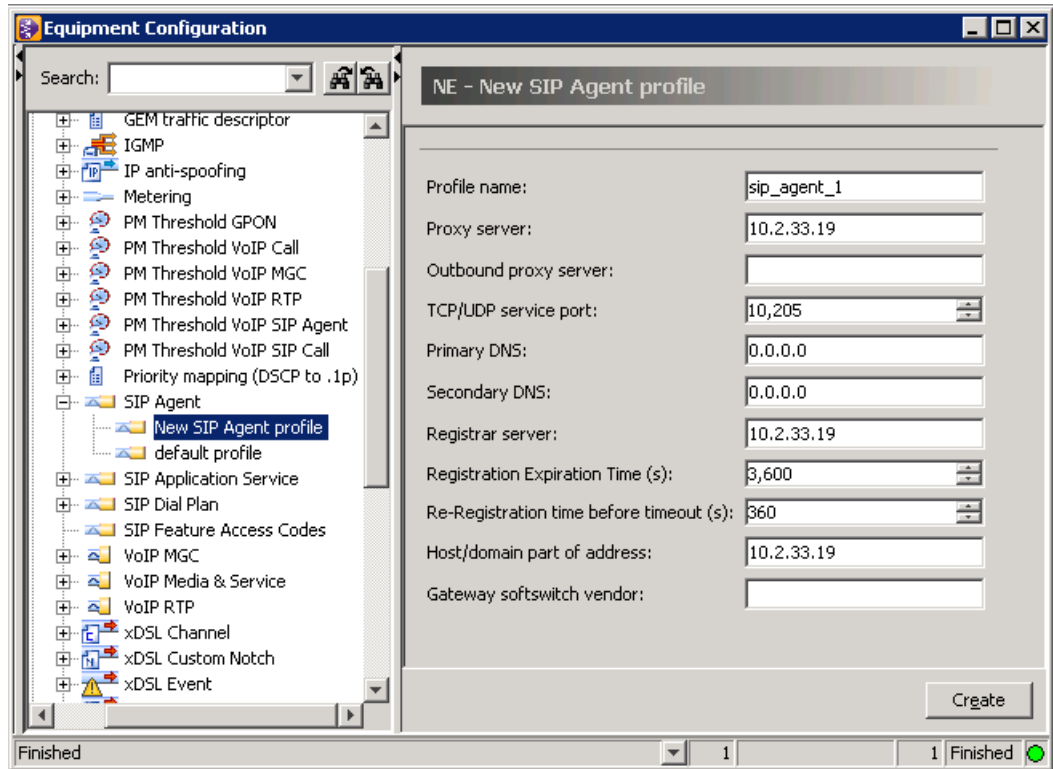 Equipment Configuration
Search:
GEM traffic descriptor
IGMP
IP anti-spoofing
Metering
PM Threshold GPON
PM Threshold VoIP Call
PM Threshold VoIP MGC
PM Threshold VoIP RTP
PM Threshold VoIP SIP Agent
PM Threshold VoIP SIP Call
Priority mapping (DSCP to .1p)
SIP Agent
New SIP Agent profile
default profile
SIP Application Service
SIP Dial Plan
SIP Feature Access Codes
VoIP MGC
VoIP Media & Service
VoIP RTP
xDSL Channel
xDSL Custom Notch
xDSL Event
NE - New SIP Agent profile
Profile name: sip_agent_1
Proxy server: 10.2.33.19
Outbound proxy server:
TCP/UDP service port: 10,205
Primary DNS: 0.0.0.0
Secondary DNS: 0.0.0.0
Registrar server: 10.2.33.19
Registration Expiration Time (s): 3,600
Re-Registration time before timeout (s): 360
Host/domain part of address: 10.2.33.19
Gateway softswitch vendor:
Create
Finished 1 1 Finished